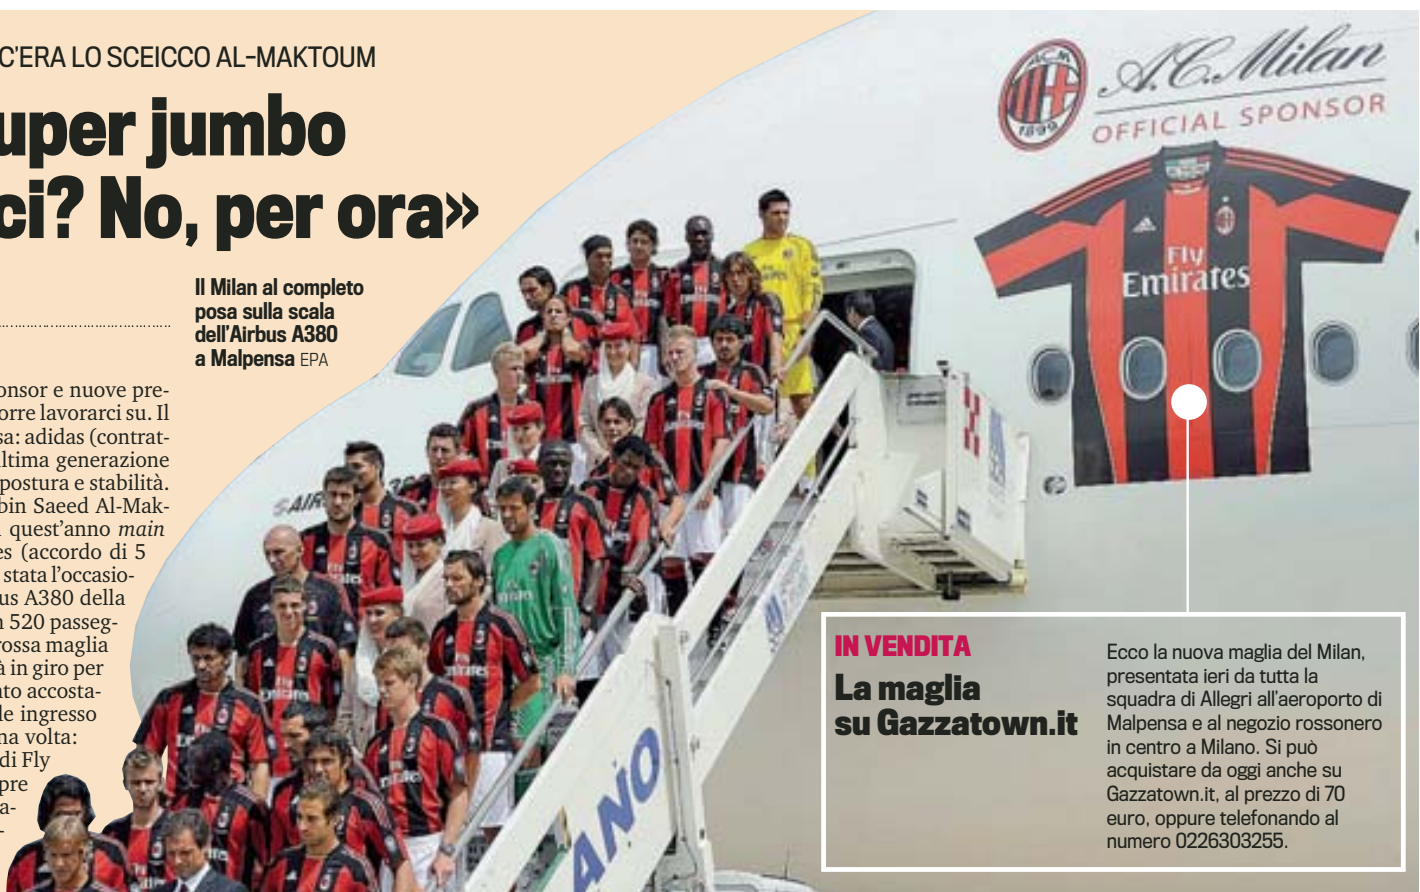 C'ERA LO SCEICCO AL-MAKTOUM
uper jumbo
ci? No, per ora»
Il Milan al completo
posa sulla scala
dell'Airbus A380
a Malpensa EPA
onsor e nuove pre-
orre lavorarci su. Il
sa: adidas (contrat-
ultima generazione
postura e stabilità.
bin Saeed Al-Mak-
quest'anno main
es (accordo di 5
stata l'occasio-
us A380 della
n 520 passeg-
rossa maglia
à in giro per
ato accosta-
le ingresso
na volta:
di Fly
pre
a-
-
ACM
1899
A.C. Milan
OFFICIAL SPONSOR
adidas
Fly
Emirates
ANO
IN VENDITA
La maglia
su Gazzatown.it
Ecco la nuova maglia del Milan,
presentata ieri da tutta la
squadra di Allegri all'aeroporto di
Malpensa e al negozio rossonero
in centro a Milano. Si può
acquistare da oggi anche su
Gazzatown.it, al prezzo di 70
euro, oppure telefonando al
numero 0226303255.